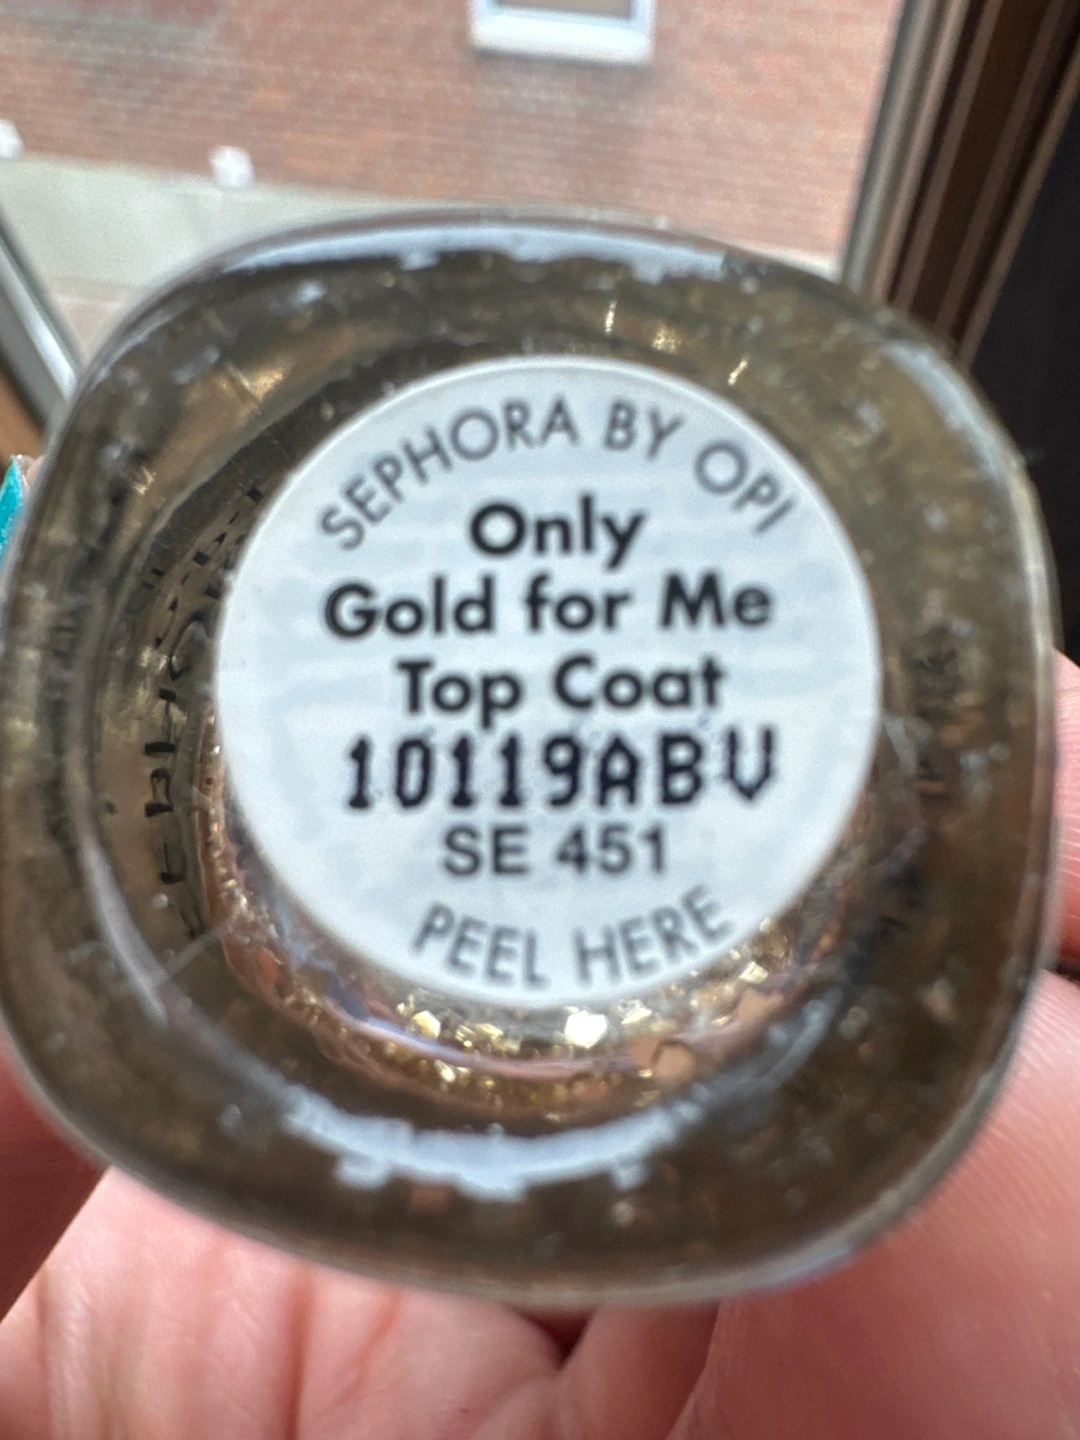 SEPHORA BY OPI
Only
Gold for Me
Top Coat
10119ABV
SE 451
PEEL HERE